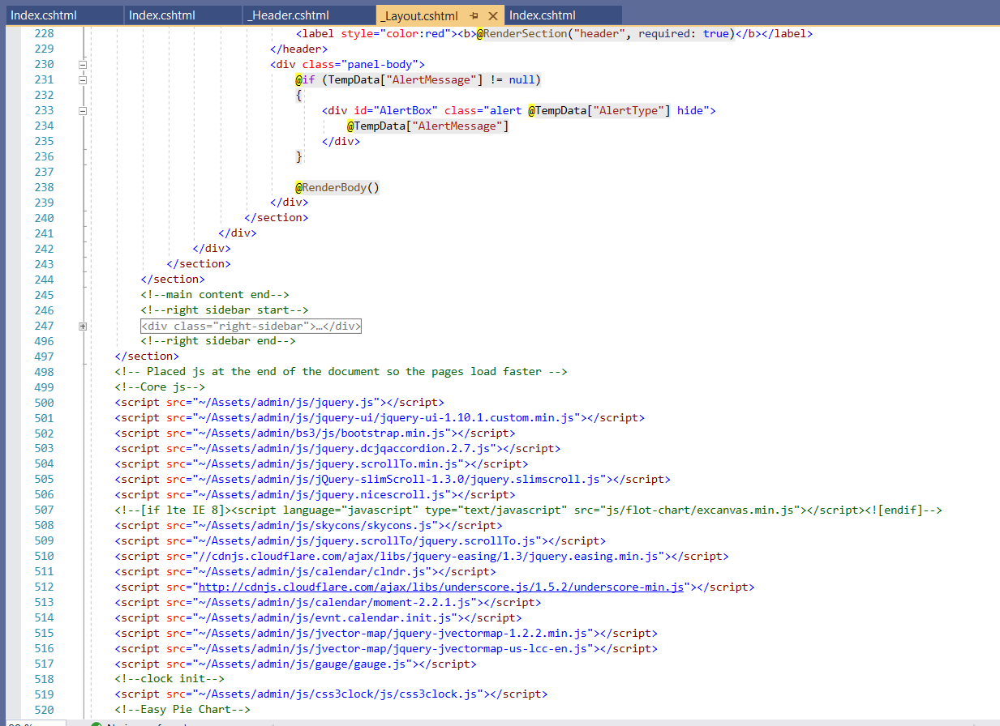 Index.cshtml Index.cshtml _Header.cshtml _Layout.cshtml Index.cshtml
228 <label style="color:red"><b>@RenderSection("header", required: true)</b></label>
229 </header>
230 <div class="panel-body">
231 @if (TempData["AlertMessage"] != null)
232 {
233 <div id="AlertBox" class="alert @TempData["AlertType"] hide">
234 @TempData["AlertMessage"]
235 </div>
236 }
237
238 @RenderBody()
239 </div>
240 </section>
241 </div>
242 </div>
243 </section>
244 </section>
245 <!--main content end-->
246 <!--right sidebar start-->
247 <div class="right-sidebar">…</div>
496 <!--right sidebar end-->
497 </section>
498 <!-- Placed js at the end of the document so the pages load faster -->
499 <!--Core js-->
500 <script src="~/Assets/admin/js/jquery.js"></script>
501 <script src="~/Assets/admin/js/jquery-ui/jquery-ui-1.10.1.custom.min.js"></script>
502 <script src="~/Assets/admin/bs3/js/bootstrap.min.js"></script>
503 <script src="~/Assets/admin/js/jquery.dcjqaccordion.2.7.js"></script>
504 <script src="~/Assets/admin/js/jquery.scrollTo.min.js"></script>
505 <script src="~/Assets/admin/js/jQuery-slimScroll-1.3.0/jquery.slimscroll.js"></script>
506 <script src="~/Assets/admin/js/jquery.nicescroll.js"></script>
507 <!--[if lte IE 8]><script language="javascript" type="text/javascript" src="js/flot-chart/excanvas.min.js"></script><![endif]-->
508 <script src="~/Assets/admin/js/skycons/skycons.js"></script>
509 <script src="~/Assets/admin/js/jquery.scrollTo/jquery.scrollTo.js"></script>
510 <script src="//cdnjs.cloudflare.com/ajax/libs/jquery-easing/1.3/jquery.easing.min.js"></script>
511 <script src="~/Assets/admin/js/calendar/clndr.js"></script>
512 <script src="http://cdnjs.cloudflare.com/ajax/libs/underscore.js/1.5.2/underscore-min.js"></script>
513 <script src="~/Assets/admin/js/calendar/moment-2.2.1.js"></script>
514 <script src="~/Assets/admin/js/evnt.calendar.init.js"></script>
515 <script src="~/Assets/admin/js/jvector-map/jquery-jvectormap-1.2.2.min.js"></script>
516 <script src="~/Assets/admin/js/jvector-map/jquery-jvectormap-us-lcc-en.js"></script>
517 <script src="~/Assets/admin/js/gauge/gauge.js"></script>
518 <!--clock init-->
519 <script src="~/Assets/admin/js/css3clock/js/css3clock.js"></script>
520 <!--Easy Pie Chart-->